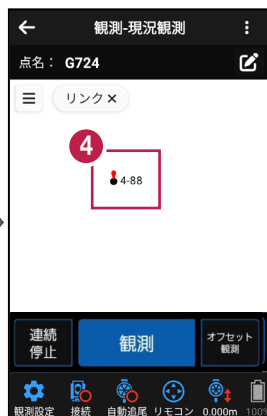 観測-現況観測
点名： G724
リンク ×
4
4-88
連続
停止
観測
オフセット
観測
観測設定 接続 自動追尾 リモコン 0.000m 100%